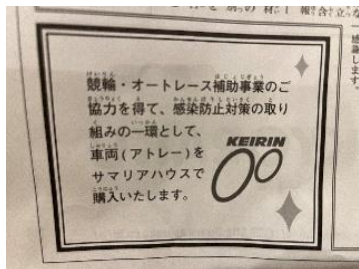 競輪・オートレース補助事業のご
協力を得て、感染防止対策の取り
組みの一環として、
車両(アトレー)を
サマリアハウスで
購入いたします。
KEIRIN